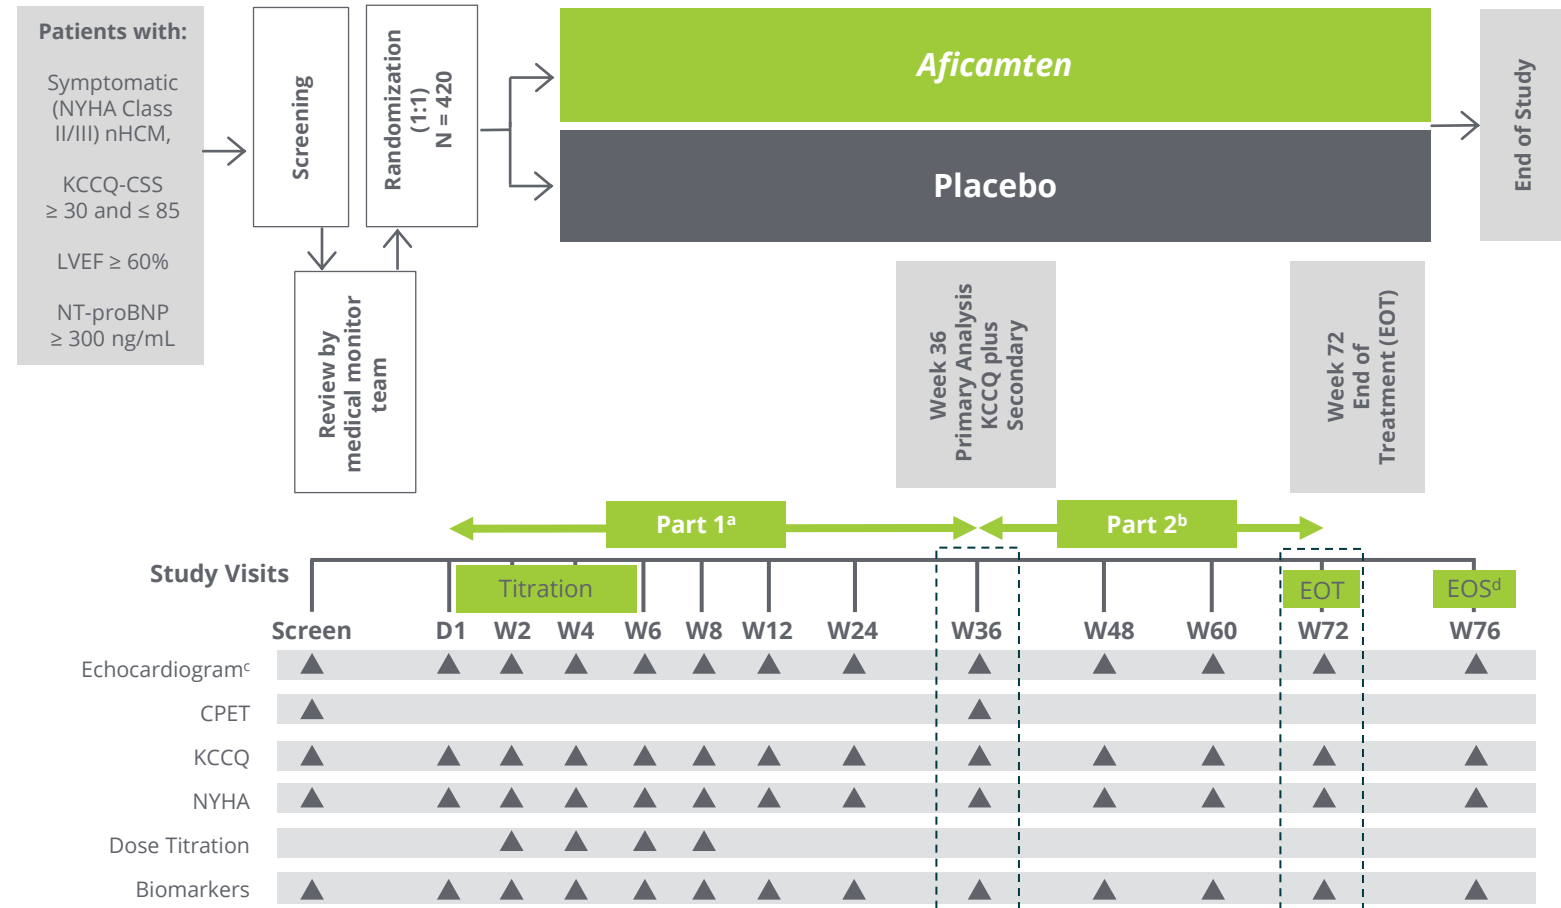 Patients with:
Symptomatic
(NYHA Class
II/III) nHCM,
KCCQ-CSS
≥ 30 and ≤ 85
LVEF ≥ 60%
NT-proBNP
≥ 300 ng/mL
Screening
Review by
medical monitor
team
Randomization
(1:1)
N = 420
Aficamten
Placebo
End of Study
Week 36
Primary Analysis
KCCQ plus
Secondary
Week 72
End of
Treatment (EOT)
Part 1ᵃ
Part 2ᵇ
Study Visits
Titration
EOT
EOSᵈ
Screen D1 W2 W4 W6 W8 W12 W24 W36 W48 W60 W72 W76
Echocardiogramᶜ
CPET
KCCQ
NYHA
Dose Titration
Biomarkers